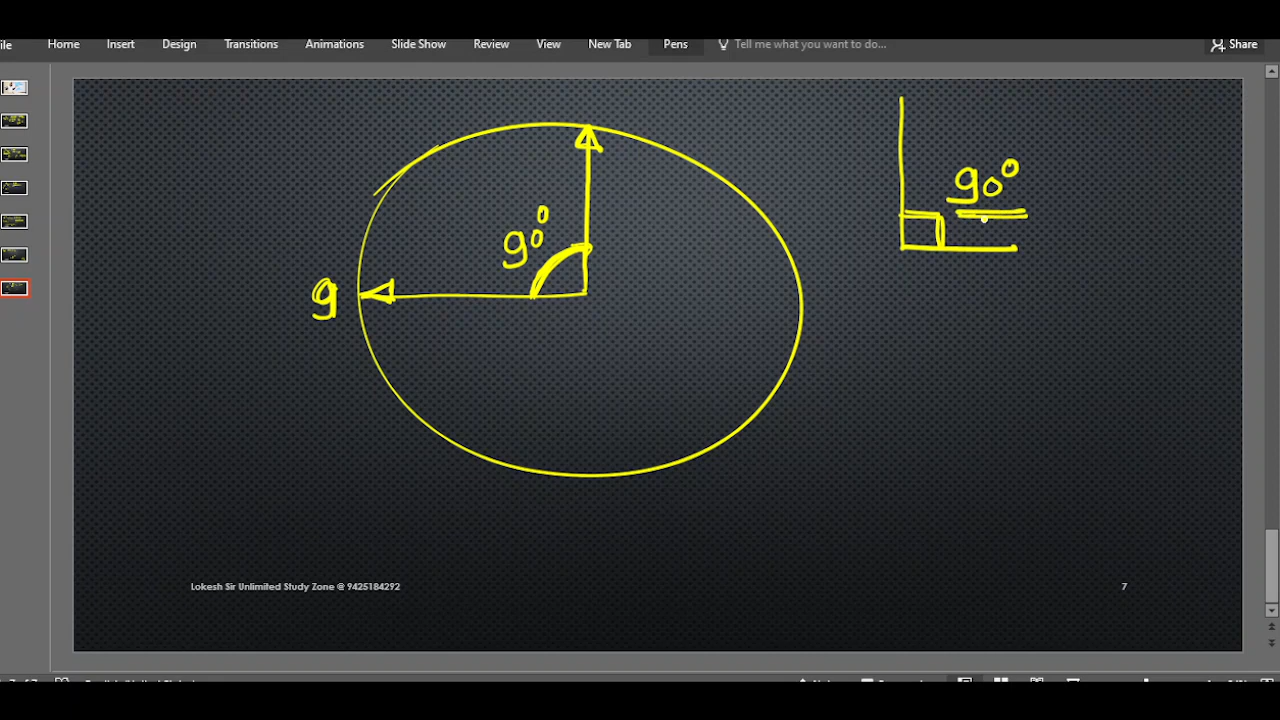 Home Insert Design Transitions Animations Slide Show Review View New Tab Pens Tell me what you want to do... Share
90°
90°
9
Lokesh Sir Unlimited Study Zone @ 9425184292
7